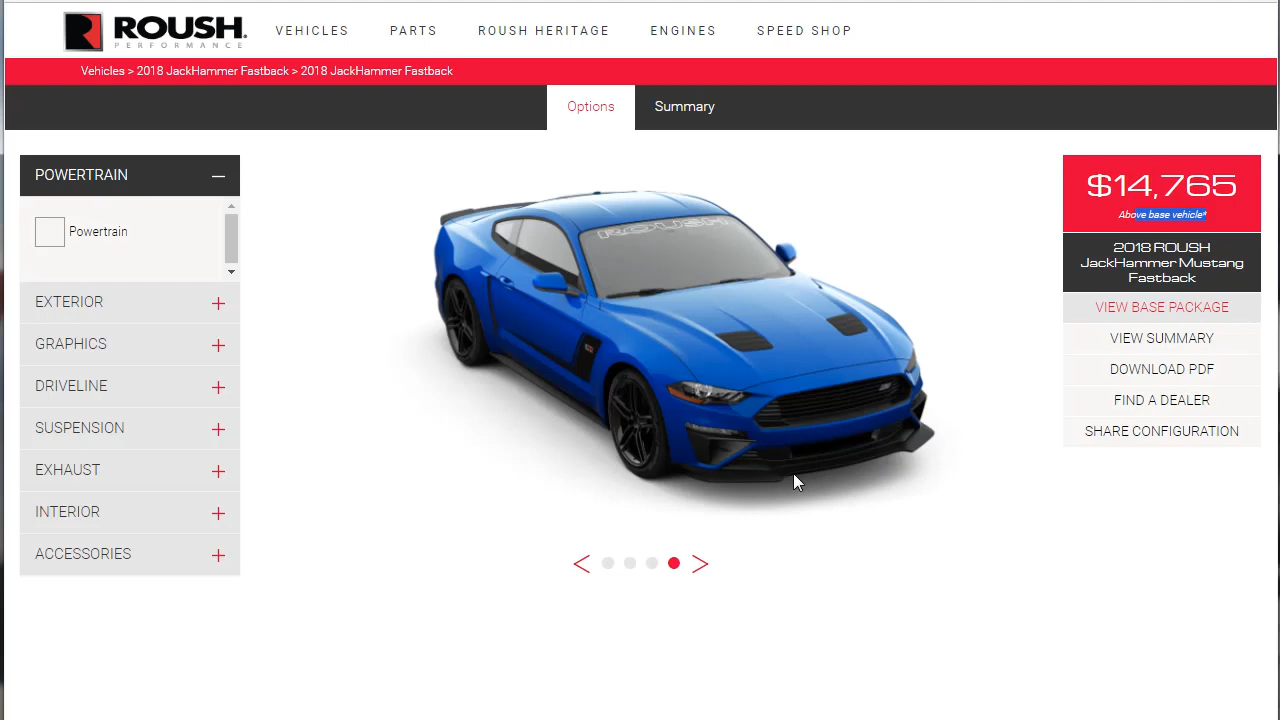 ROUSH
PERFORMANCE
VEHICLES
PARTS
ROUSH HERITAGE
ENGINES
SPEED SHOP
Vehicles > 2018 JackHammer Fastback > 2018 JackHammer Fastback
Options
Summary
POWERTRAIN
Powertrain
EXTERIOR
GRAPHICS
DRIVELINE
SUSPENSION
EXHAUST
INTERIOR
ACCESSORIES
ROUSH
$14,765
Above base vehicle*
2018 ROUSH
JackHammer Mustang
Fastback
VIEW BASE PACKAGE
VIEW SUMMARY
DOWNLOAD PDF
FIND A DEALER
SHARE CONFIGURATION